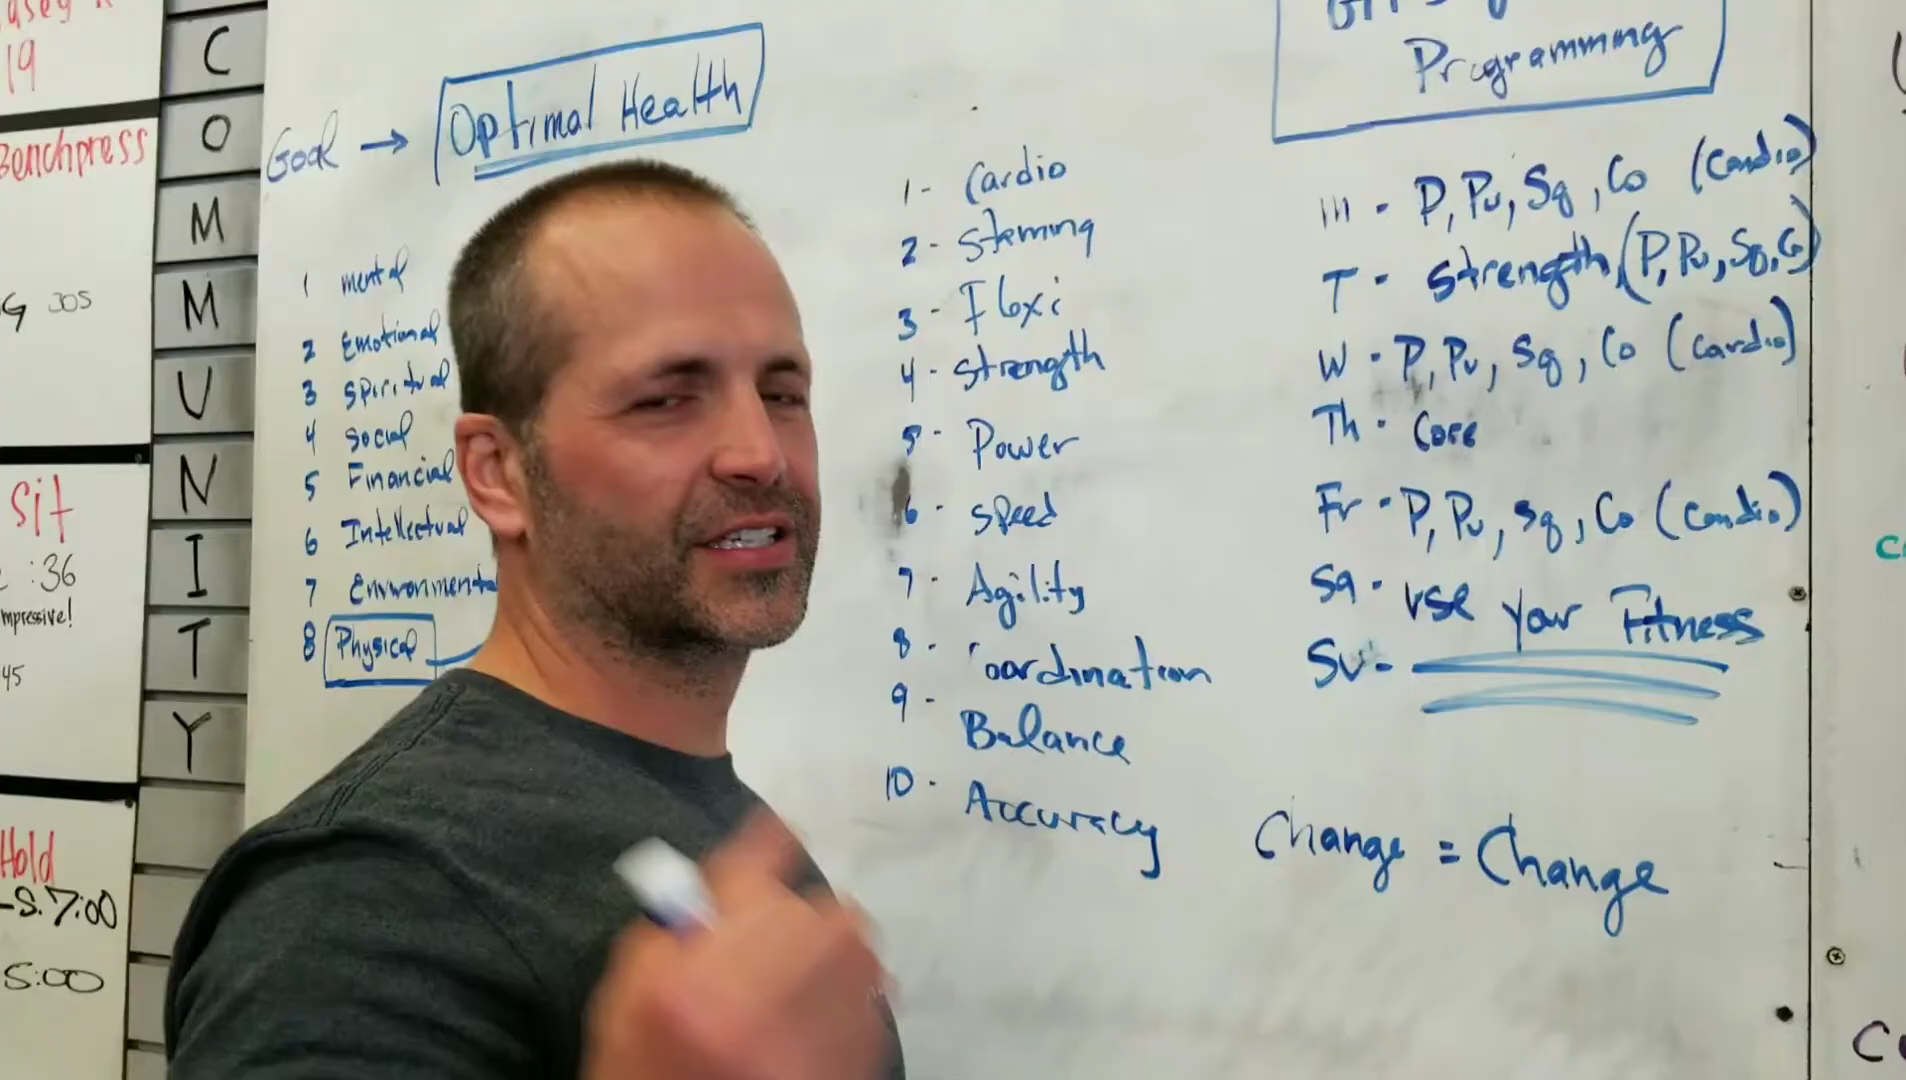 19
Benchpress
305
sit
:36
mpressive!
45
Hold
7:00
5:00
COMMUNITY
Goal → Optimal Health
1 mental
2 Emotional
3 spiritual
4 social
5 Financial
6 Intellectual
7 Environmental
8 Physical
1- Cardio
2- Steming
3- Flexi
4- Strength
5- Power
6- Speed
7- Agility
8- Coordination
9- Balance
10- Accuracy
Programming
M - P, Pu, Sq, Co (Cardio)
T - Strength, (P, Pu, Sq, Co)
W - P, Pu, Sq, Co (Cardio)
Th - Core
Fr - P, Pu, Sq, Co (Cardio)
Sa - use your Fitness
Su -
Change = Change